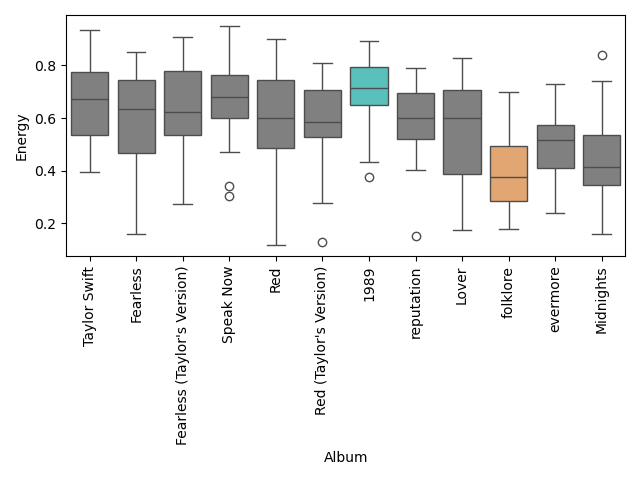 Energy
0.8
0.6
0.4
0.2
Taylor Swift
Fearless
Fearless (Taylor's Version)
Speak Now
Red
Red (Taylor's Version)
1989
reputation
Lover
folklore
evermore
Midnights
Album